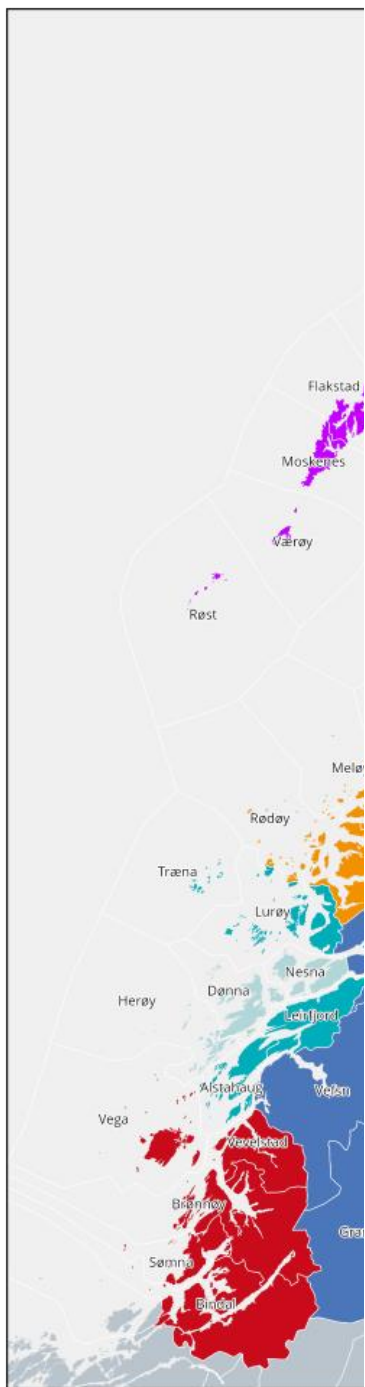 Flakstad
Moskenes
Værøy
Røst
Meløy
Rødøy
Træna
Lurøy
Nesna
Dønna
Herøy
Leirfjord
Alstahaug
Vefsn
Vega
Vevelstad
Brønnøy
Gran
Sømna
Bindal